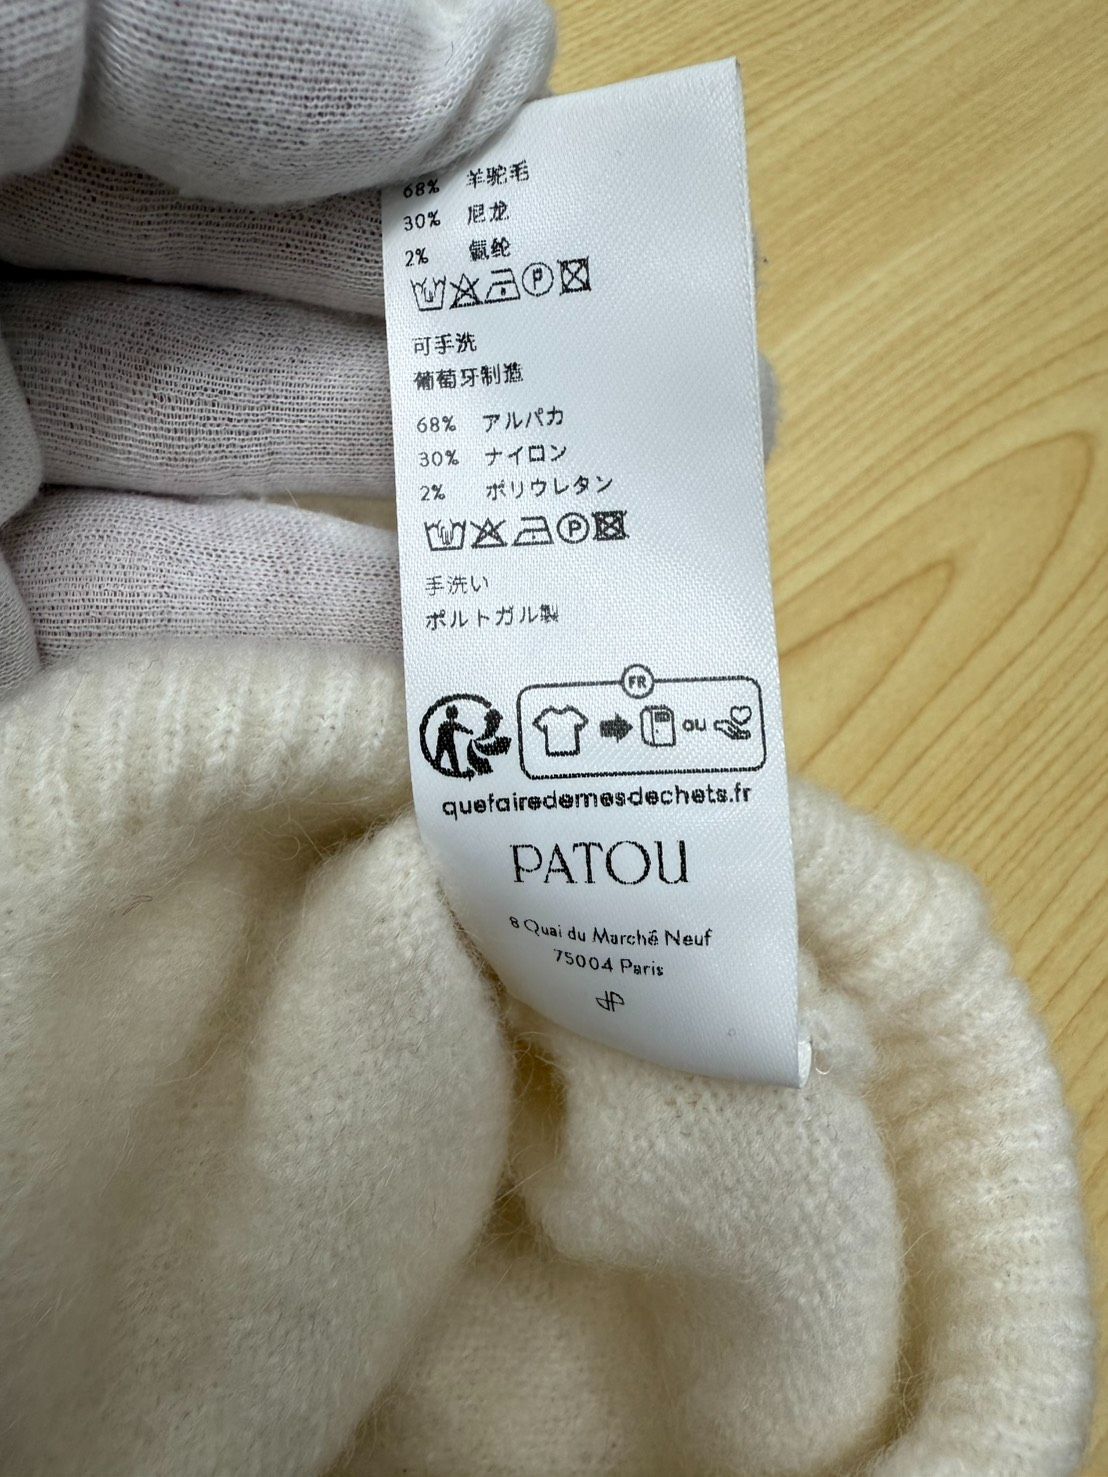 68% 羊驼毛
30% 尼龙
2% 氨纶
P
可手洗
葡萄牙制造
68% アルパカ
30% ナイロン
2% ポリウレタン
P
手洗い
ポルトガル製
FR
ou
quefairedemesdechets.fr
PATOU
8 Quai du Marché Neuf
75004 Paris
JP